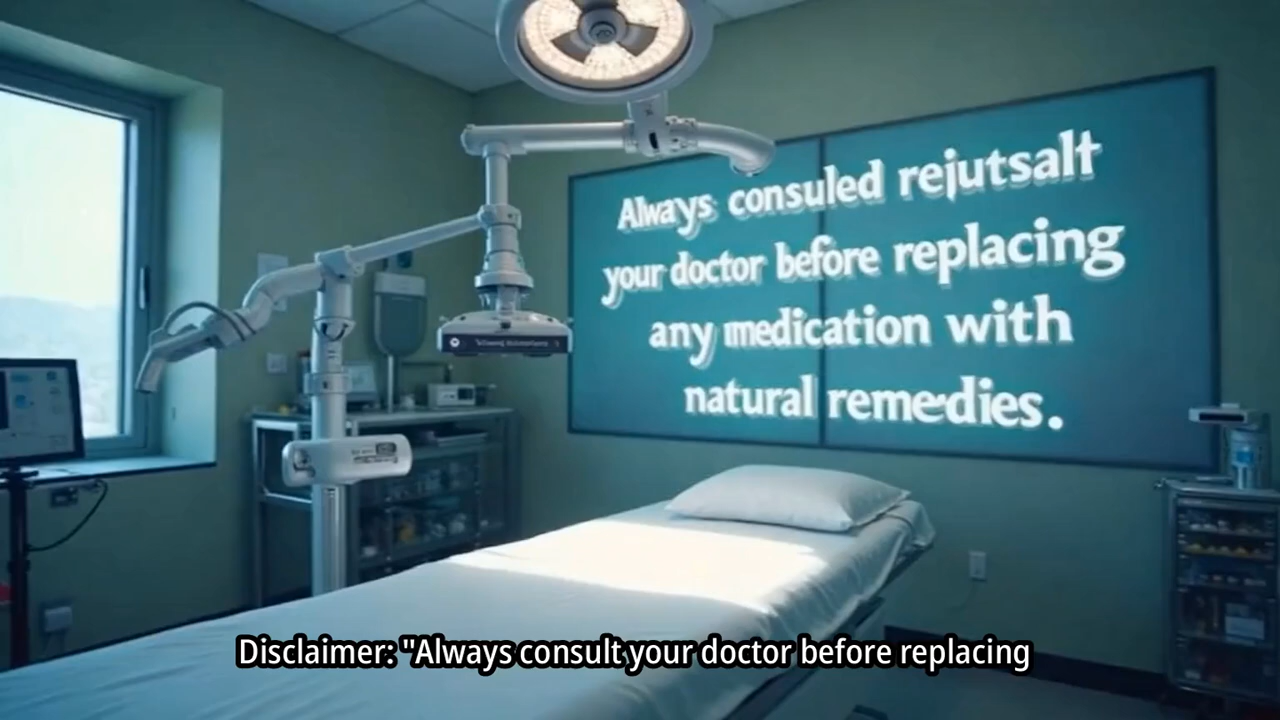 Always consuled rejutsalt
your doctor before replacing
any medication with
natural remedies.
Disclaimer: "Always consult your doctor before replacing